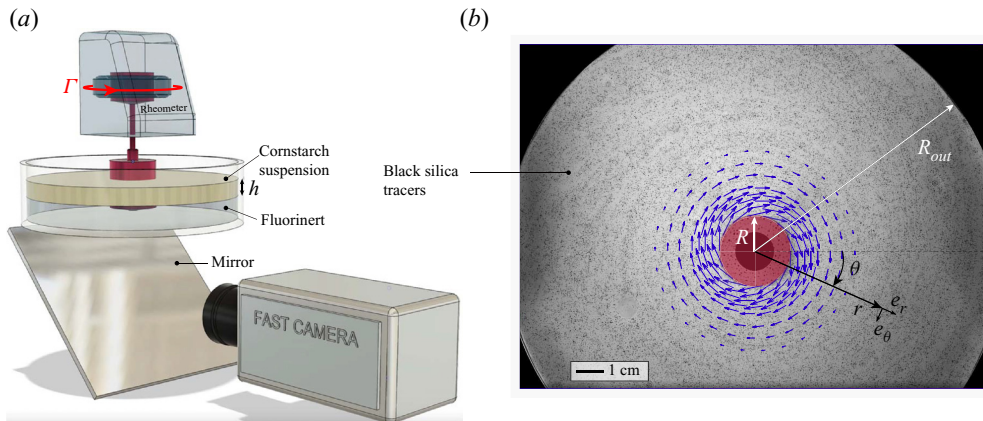 (a)
(b)
Γ
Rheometer
Cornstarch
suspension
h
Fluorinert
Mirror
FAST CAMERA
Black silica
tracers
R_out
R
θ
r
e_r
e_θ
1 cm